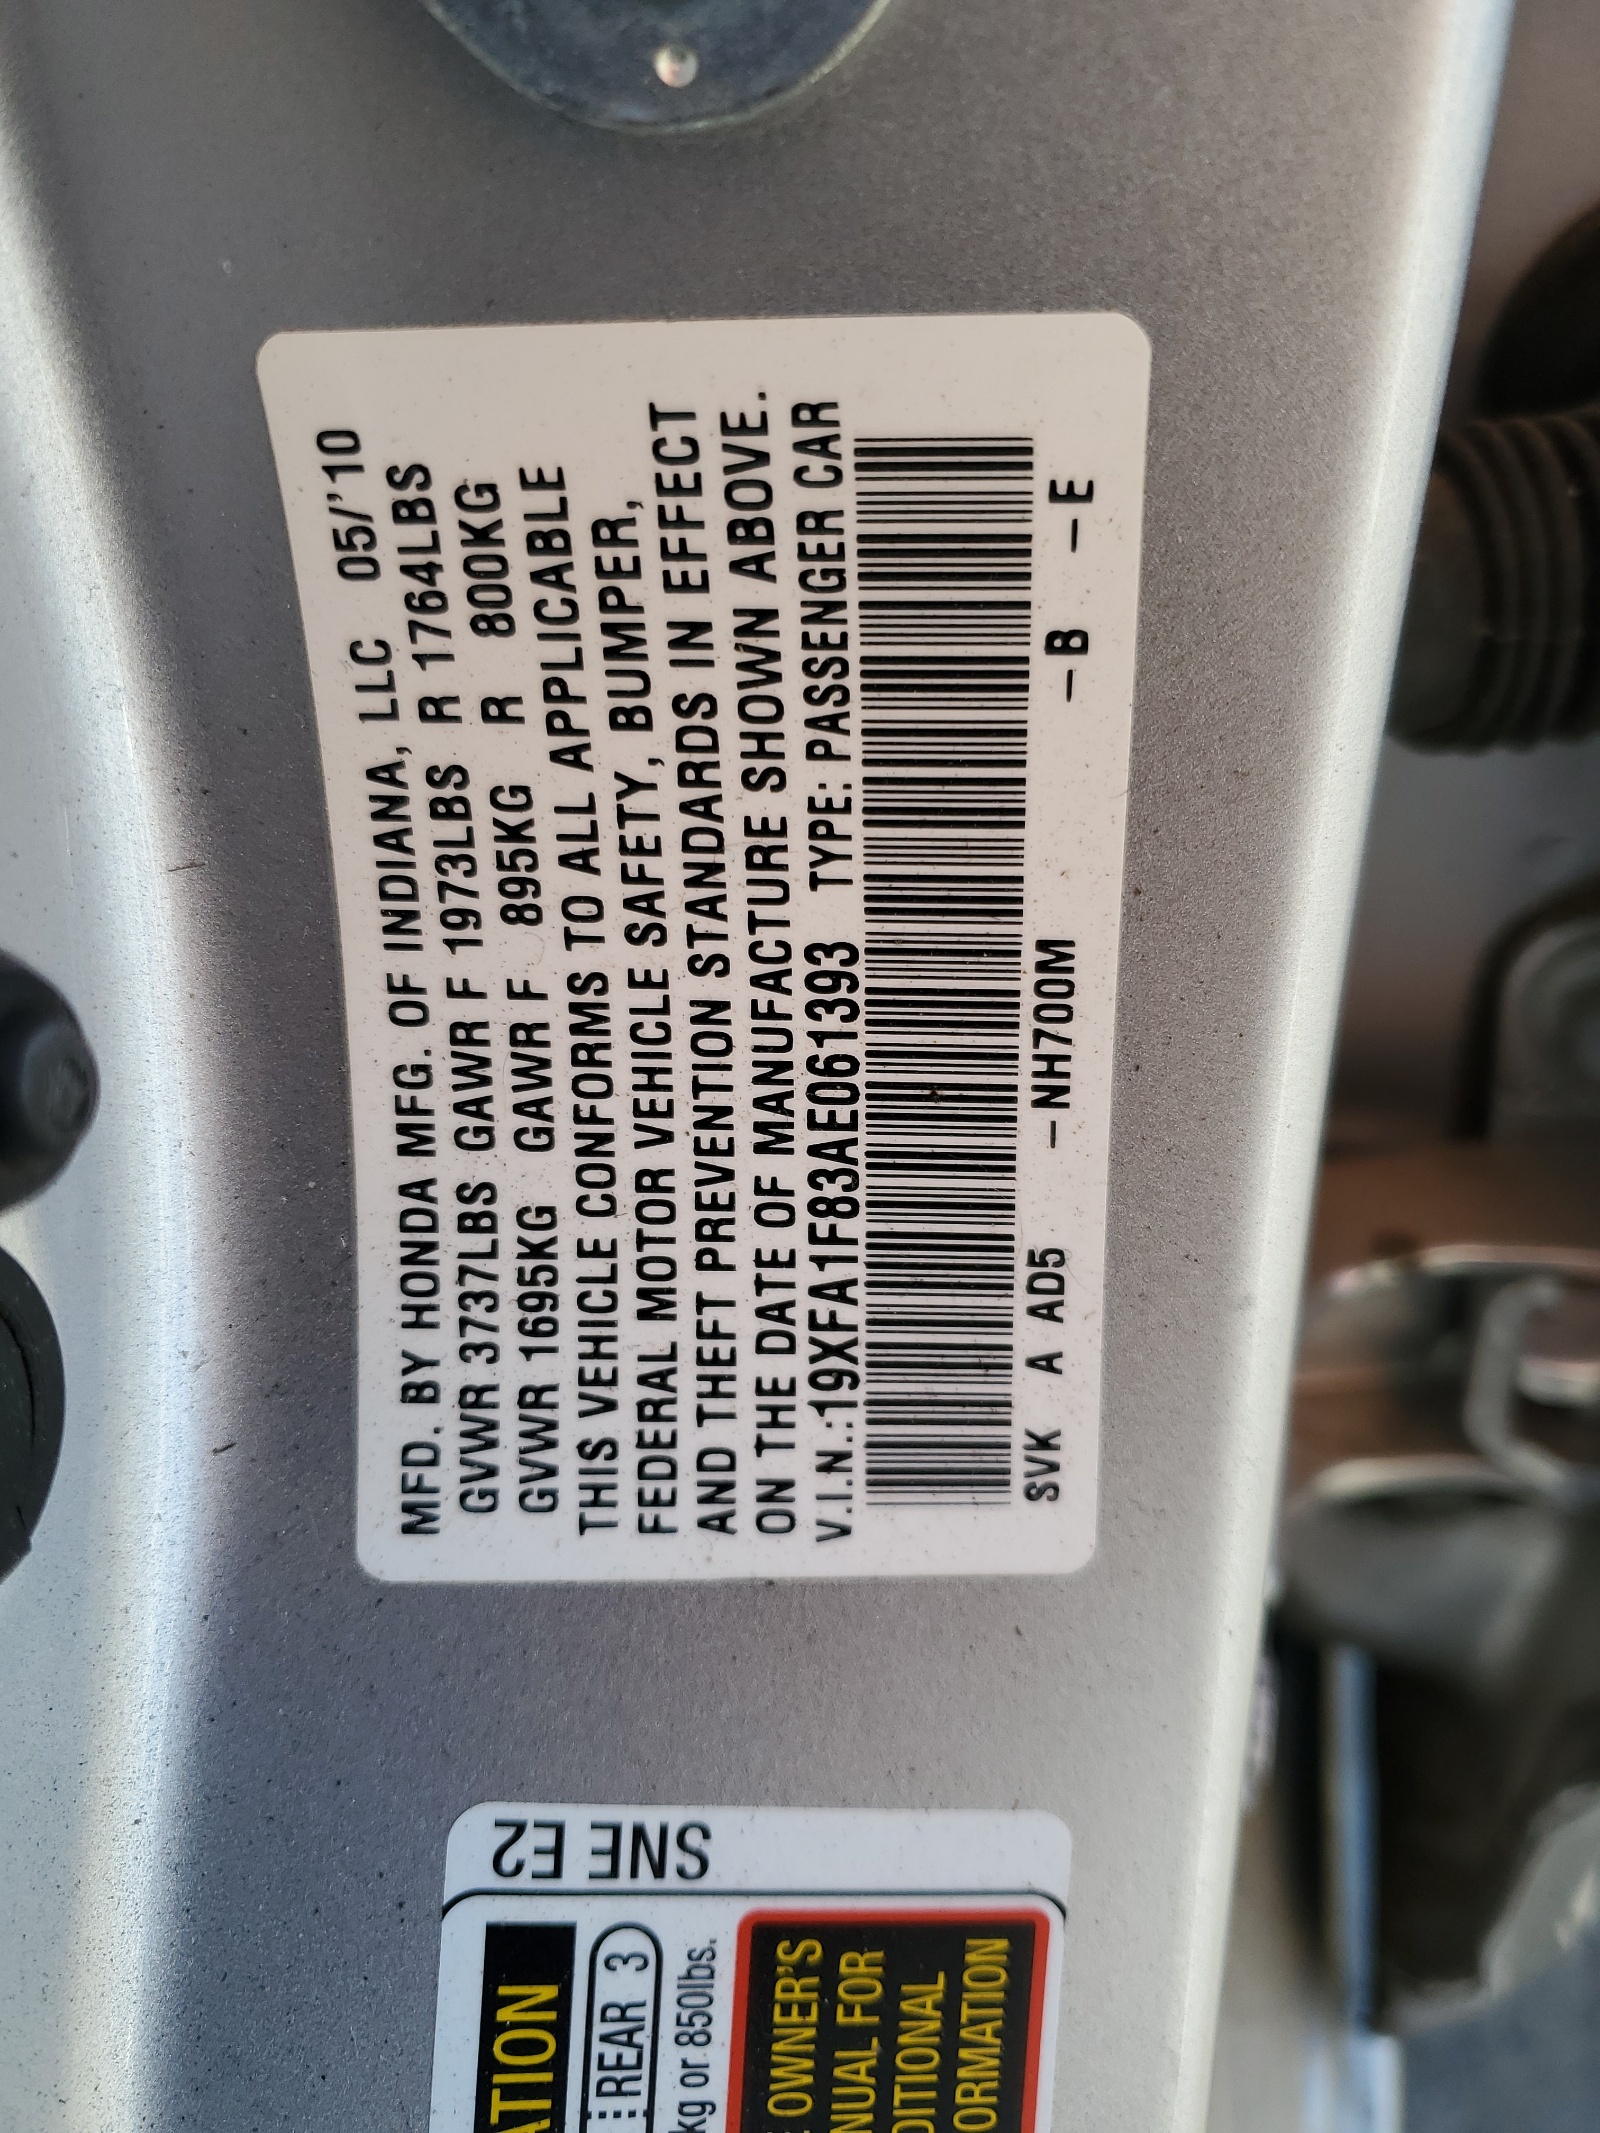 MFD. BY HONDA MFG. OF INDIANA, LLC 05/'10
GVWR 3737LBS GAWR F 1973LBS R 1764LBS
GVWR 1695KG GAWR F 895KG R 800KG
THIS VEHICLE CONFORMS TO ALL APPLICABLE
FEDERAL MOTOR VEHICLE SAFETY, BUMPER,
AND THEFT PREVENTION STANDARDS IN EFFECT
ON THE DATE OF MANUFACTURE SHOWN ABOVE.
V.I.N.:19XFA1F83AE061393 TYPE: PASSENGER CAR
SVK A AD5 -NH700M -B -E
SNE E2
ATION
REAR 3
kg or 850lbs.
OWNER'S
NUAL FOR
DITIONAL
ORMATION